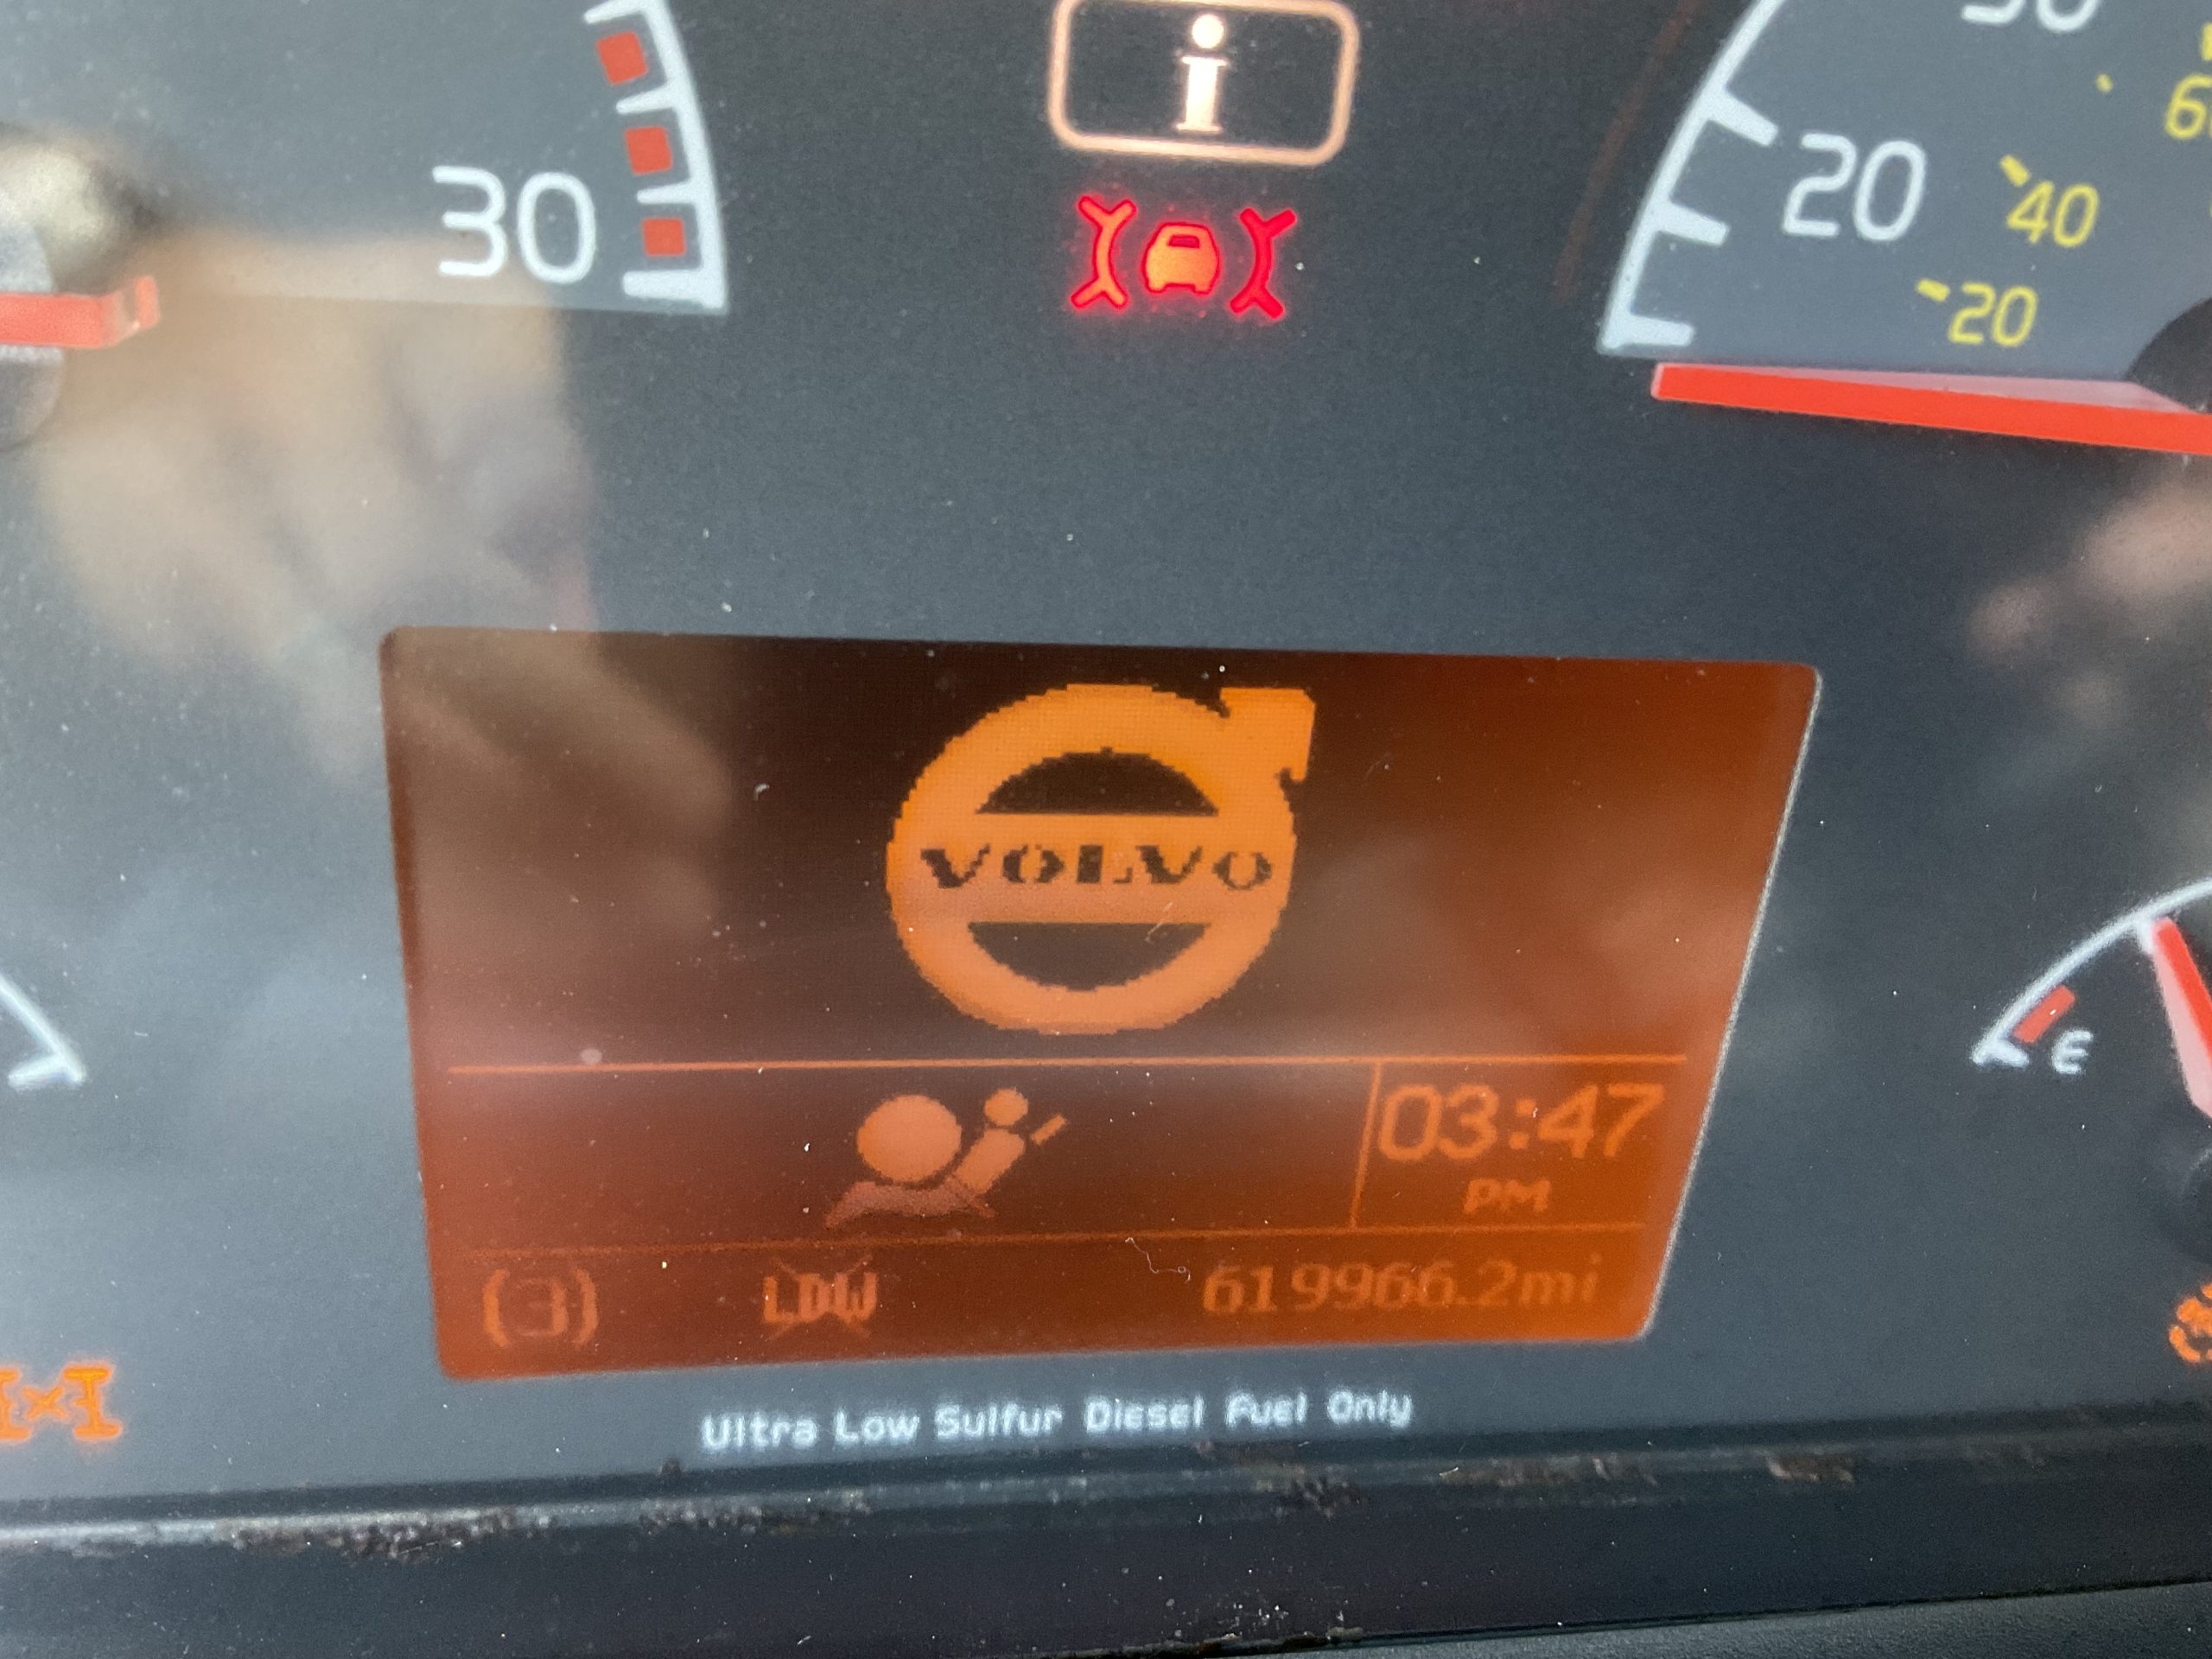 i
30
20
40
20
VOLVO
03:47
PM
E
(3)
LDW
619966.2mi
Ultra Low Sulfur Diesel Fuel Only